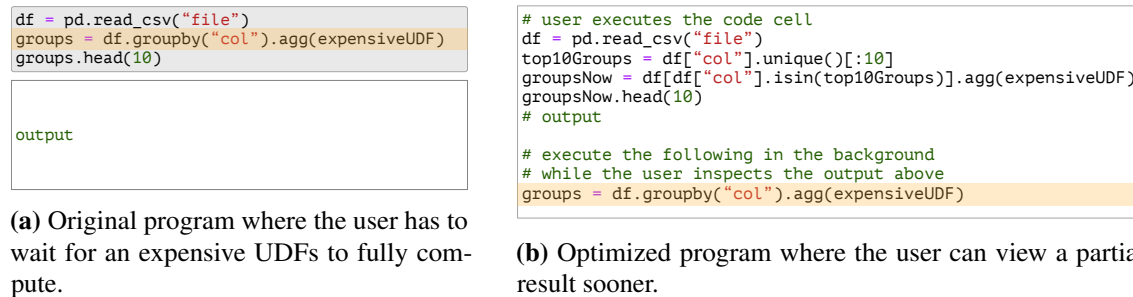 df = pd.read_csv(“file”)
groups = df.groupby(“col”).agg(expensiveUDF)
groups.head(10)
output
(a) Original program where the user has to
wait for an expensive UDFs to fully com-
pute.
# user executes the code cell
df = pd.read_csv(“file”)
top10Groups = df[“col”].unique()[:10]
groupsNow = df[df[“col”].isin(top10Groups)].agg(expensiveUDF)
groupsNow.head(10)
# output
# execute the following in the background
# while the user inspects the output above
groups = df.groupby(“col”).agg(expensiveUDF)
(b) Optimized program where the user can view a partia
result sooner.